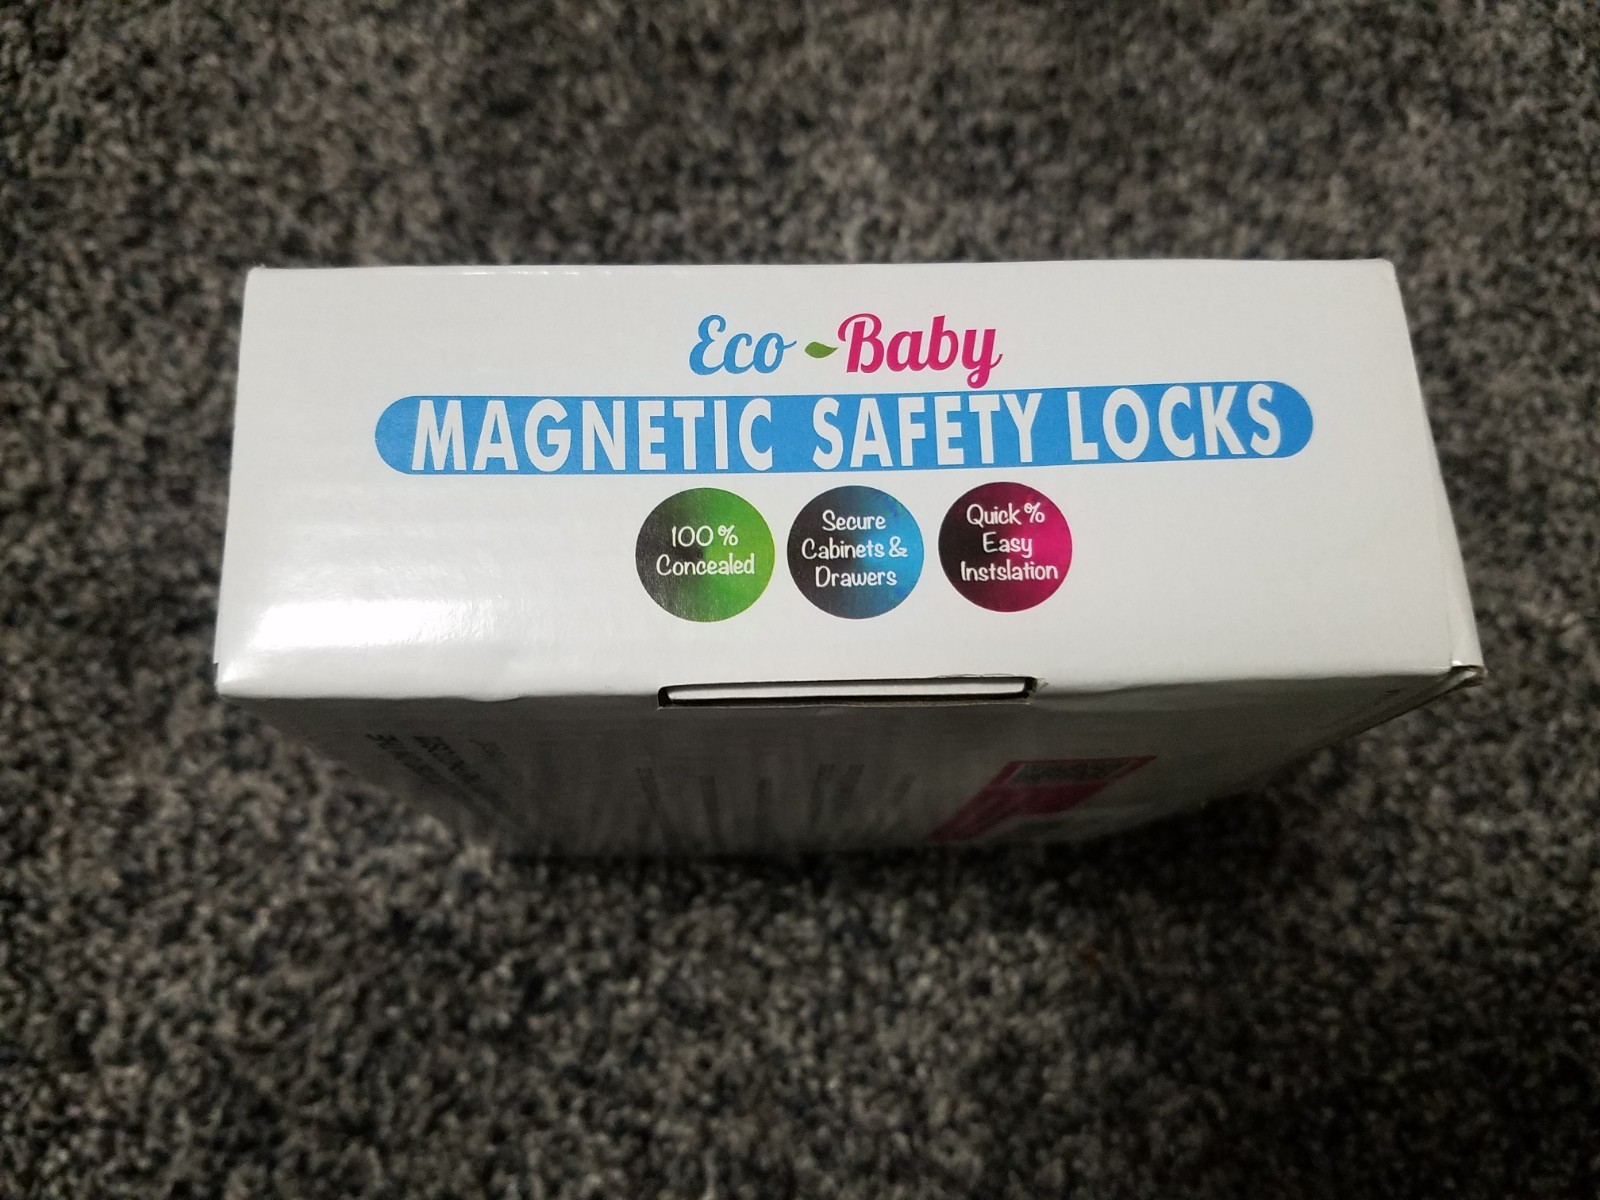 Eco-Baby
MAGNETIC SAFETY LOCKS
100%
Concealed
Secure
Cabinets &
Drawers
Quick %
Easy
Instslation